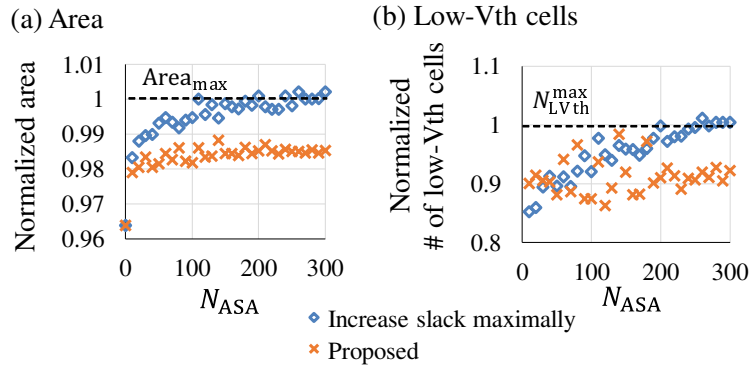 (a) Area
Normalized area
1.01
1
0.99
0.98
0.97
0.96
Area_max
0
100
200
300
N_ASA
(b) Low-Vth cells
Normalized
# of low-Vth cells
1.1
1
0.9
0.8
N_LVth^max
0
100
200
300
N_ASA
Increase slack maximally
Proposed